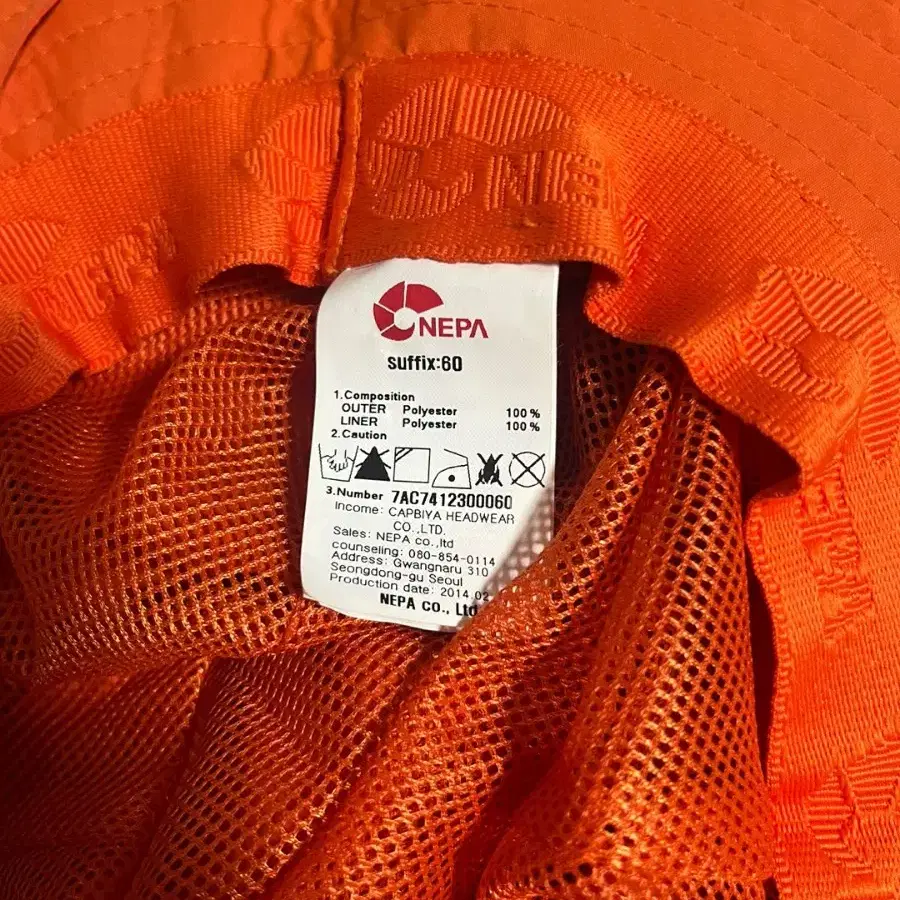 NE
NEPA
suffix:60
1.Composition
OUTER Polyester 100%
LINER Polyester 100%
2.Caution
3.Number 7AC7412300060
Income: CAPBIYA HEADWEAR
CO.,LTD.
Sales: NEPA co.,ltd
counseling: 080-854-0114
Address: Gwangnaru 310
Seongdong-gu Seoul
Production date: 2014.02
NEPA co., Ltd